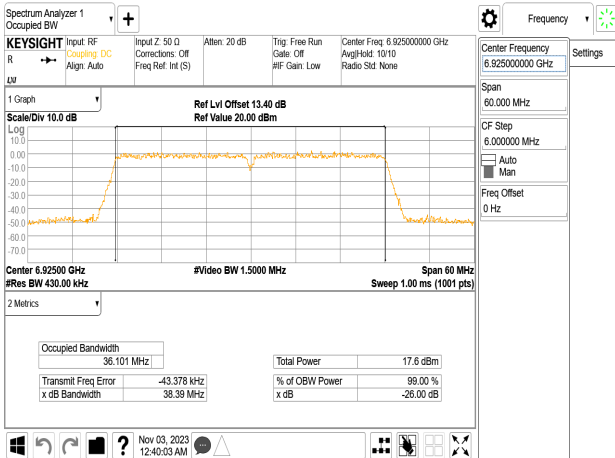 Spectrum Analyzer 1
Occupied BW
KEYSIGHT
R
LXI
Input: RF
Coupling: DC
Align: Auto
Input Z: 50 Ω
Corrections: Off
Freq Ref: Int (S)
Atten: 20 dB
Trig: Free Run
Gate: Off
#IF Gain: Low
Center Freq: 6.925000000 GHz
Avg|Hold: 10/10
Radio Std: None
1 Graph
Scale/Div 10.0 dB
Ref Lvl Offset 13.40 dB
Ref Value 20.00 dBm
Log
10.0
0.00
-10.0
-20.0
-30.0
-40.0
-50.0
-60.0
-70.0
Center 6.92500 GHz
#Video BW 1.5000 MHz
Span 60 MHz
#Res BW 430.00 kHz
Sweep 1.00 ms (1001 pts)
2 Metrics
Occupied Bandwidth
36.101 MHz
Total Power 17.6 dBm
Transmit Freq Error -43.378 kHz
% of OBW Power 99.00 %
x dB Bandwidth 38.39 MHz
x dB -26.00 dB
?
Nov 03, 2023
12:40:03 AM
Frequency
Settings
Center Frequency
6.925000000 GHz
Span
60.000 MHz
CF Step
6.000000 MHz
Auto
Man
Freq Offset
0 Hz